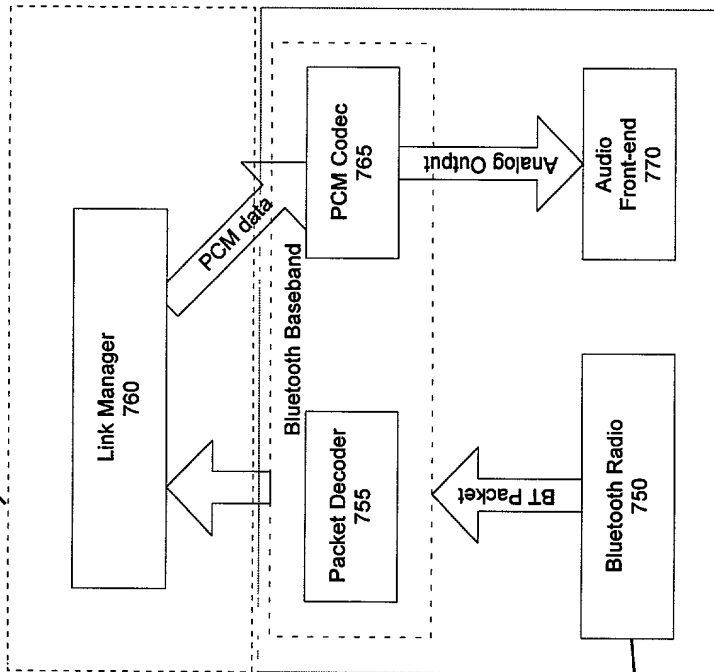 Link Manager
760
PCM data
Bluetooth Baseband
Packet Decoder
755
PCM Codec
765
BT Packet
Analog Output
Bluetooth Radio
750
Audio
Front-end
770